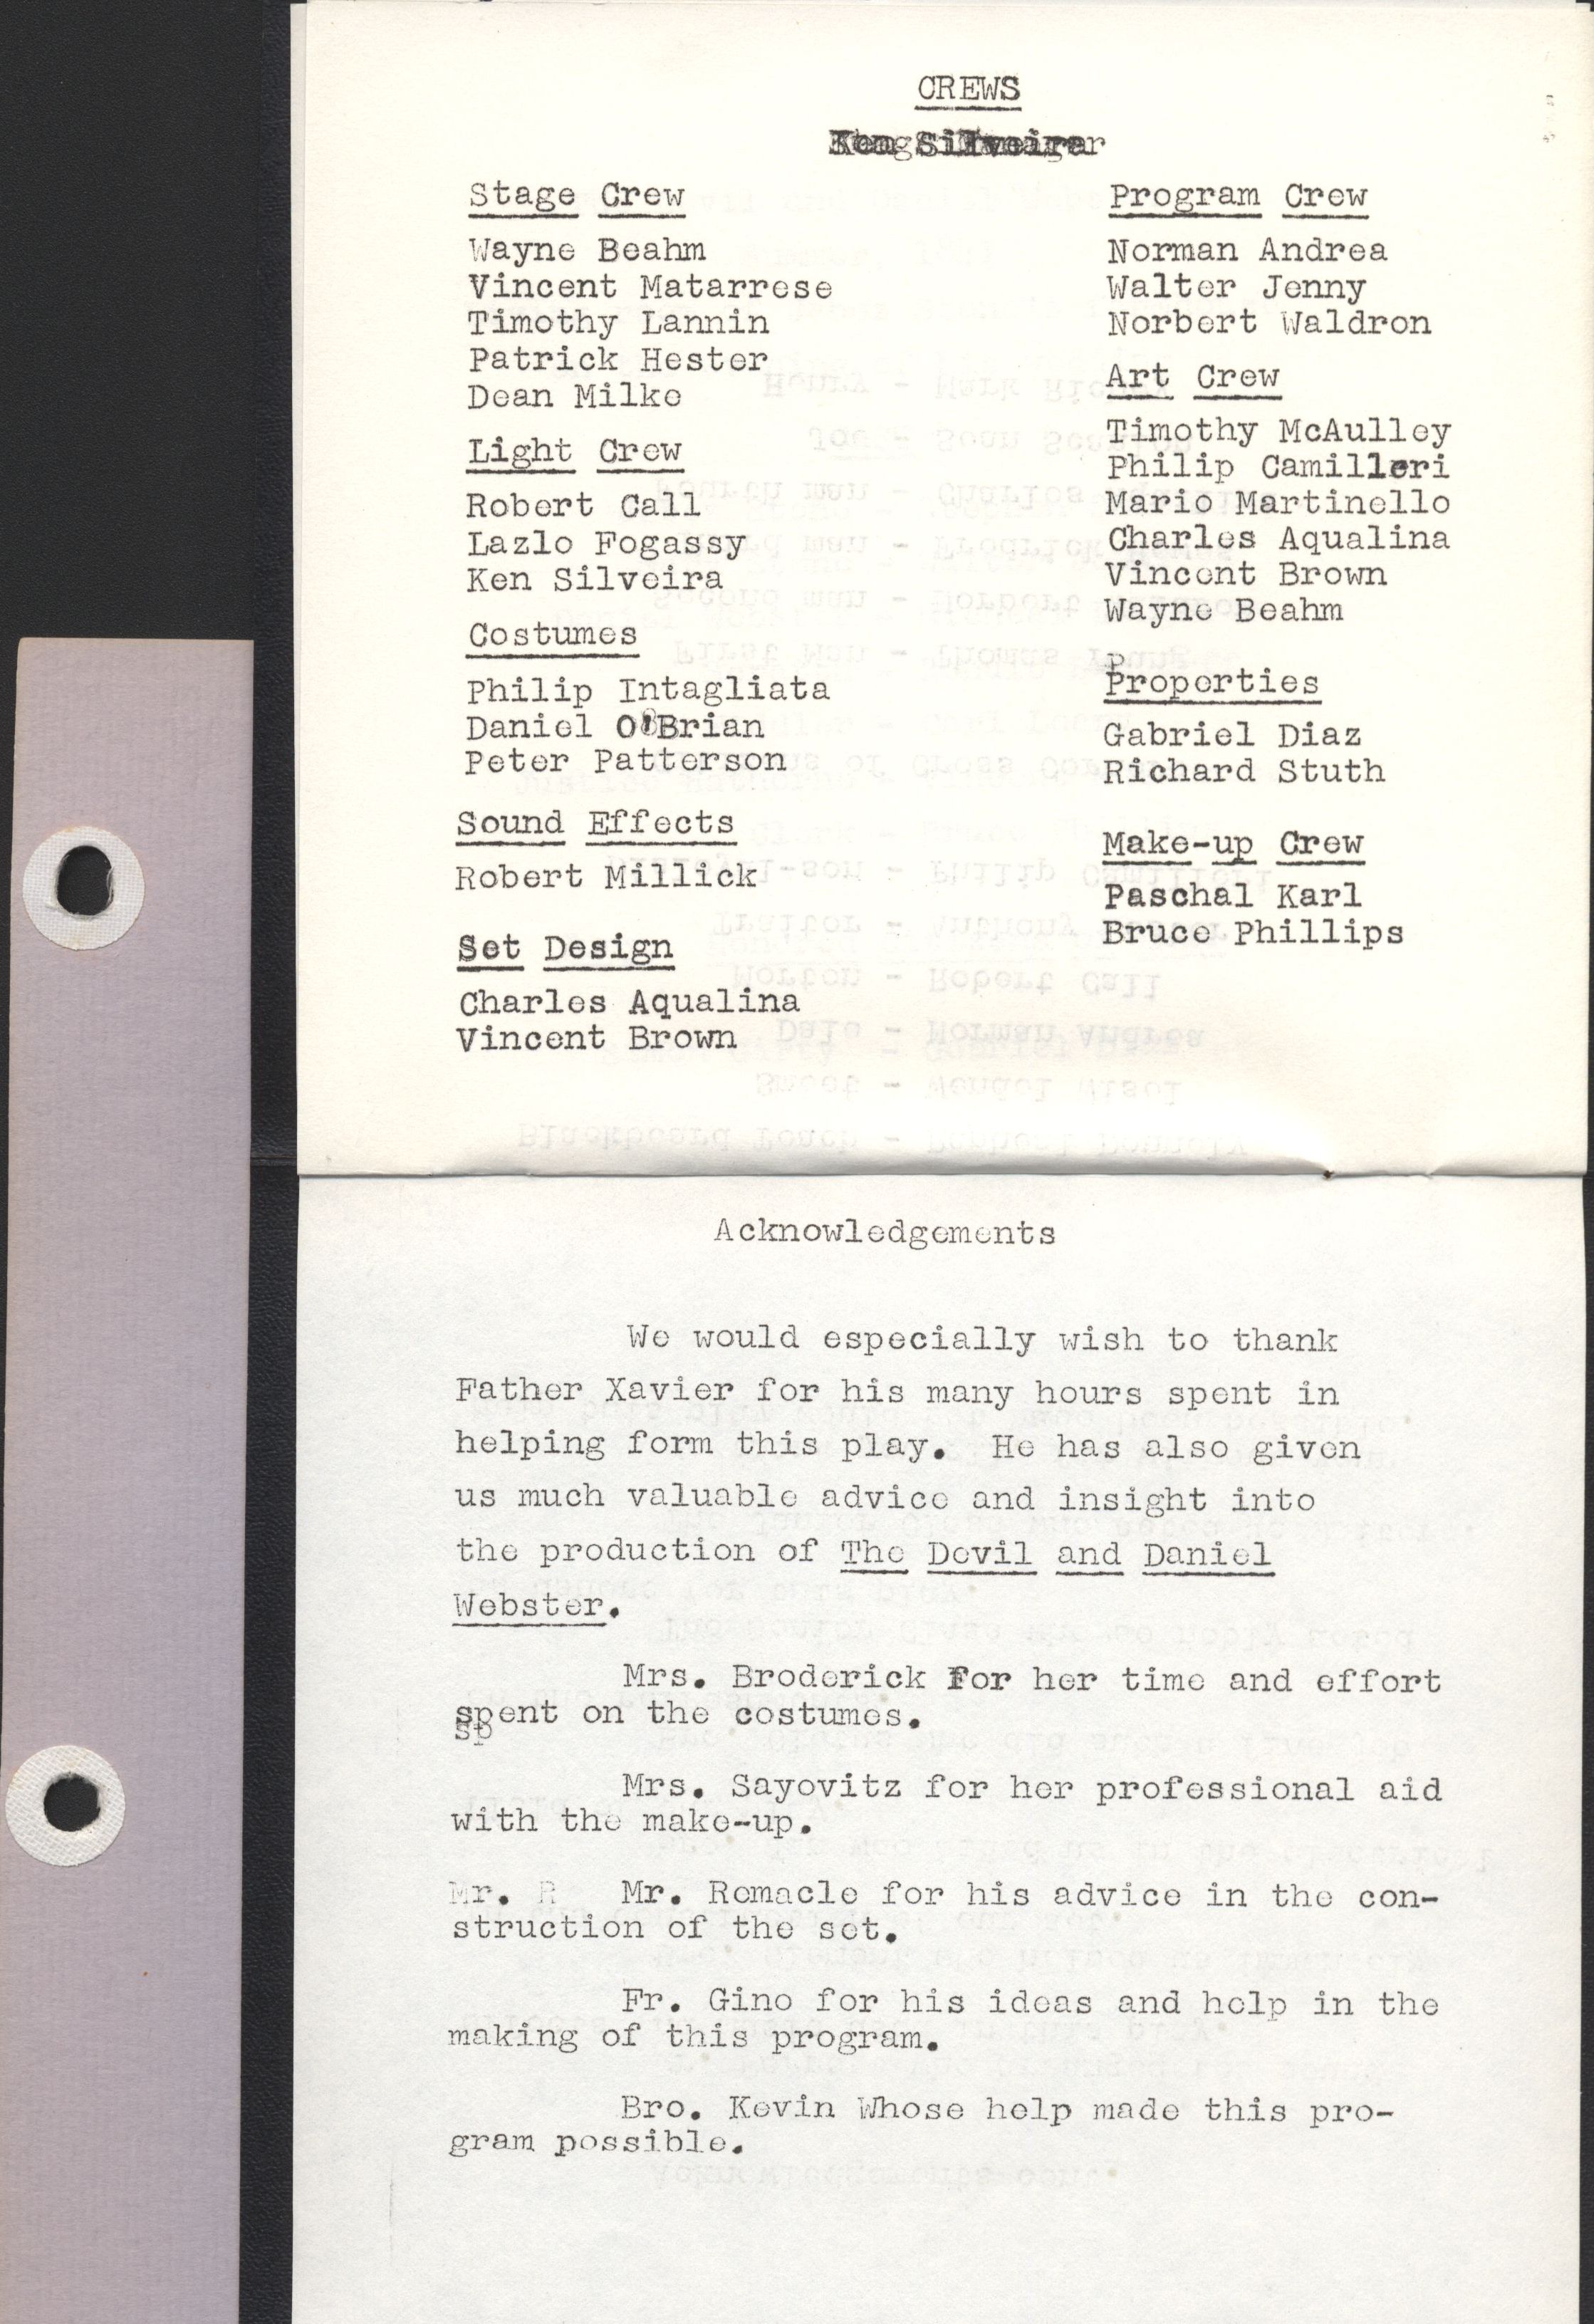 CREWS
Ken Silveira
Stage Crew
Wayne Beahm
Vincent Matarrese
Timothy Lannin
Patrick Hester
Dean Milke
Light Crew
Robert Call
Lazlo Fogassy
Ken Silveira
Costumes
Philip Intagliata
Daniel O'Brian
Peter Patterson
Sound Effects
Robert Millick
Set Design
Charles Aqualina
Vincent Brown
Program Crew
Norman Andrea
Walter Jenny
Norbert Waldron
Art Crew
Timothy McAulley
Philip Camilleri
Mario Martinello
Charles Aqualina
Vincent Brown
Wayne Beahm
P
Properties
Gabriel Diaz
Richard Stuth
Make-up Crew
Paschal Karl
Bruce Phillips
Acknowledgements
We would especially wish to thank
Father Xavier for his many hours spent in
helping form this play. He has also given
us much valuable advice and insight into
the production of The Devil and Daniel
Webster.
Mrs. Broderick For her time and effort
spent on the costumes.
sp
Mrs. Sayovitz for her professional aid
with the make-up.
Mr. R Mr. Romacle for his advice in the con-
struction of the set.
Fr. Gino for his ideas and help in the
making of this program.
Bro. Kevin Whose help made this pro-
gram possible.